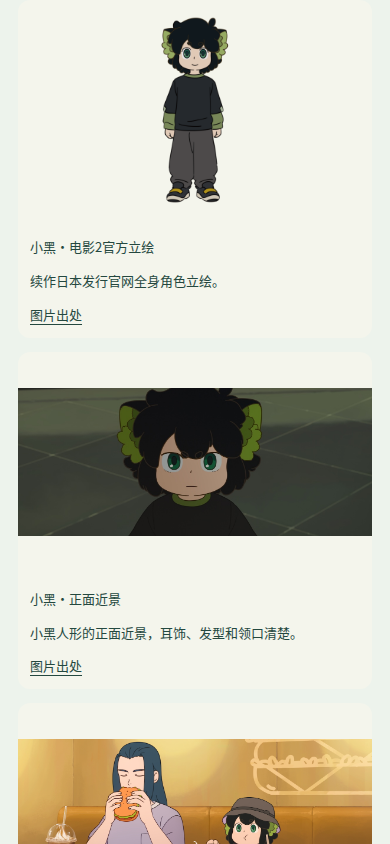 小黑・电影2官方立绘
续作日本发行官网全身角色立绘。
图片出处
小黑・正面近景
小黑人形的正面近景，耳饰、发型和领口清楚。
图片出处